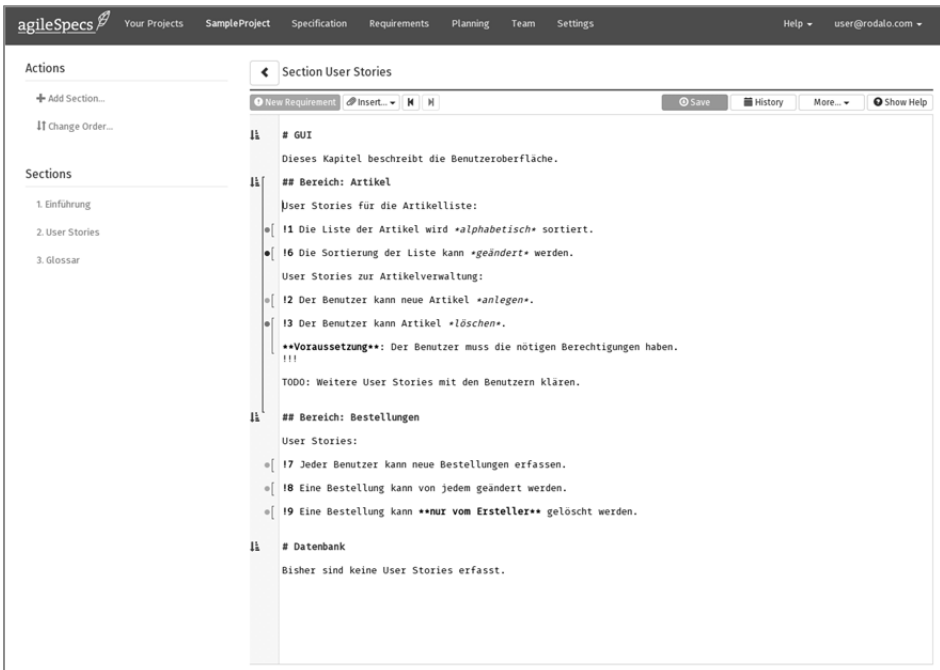 agileSpecs Your Projects SampleProject Specification Requirements Planning Team Settings Help user@rodalo.com
Actions
Add Section...
Change Order...
Sections
1. Einführung
2. User Stories
3. Glossar
Section User Stories
New Requirement Insert... Save History More... Show Help
# GUI
Dieses Kapitel beschreibt die Benutzeroberfläche.
## Bereich: Artikel
User Stories für die Artikelliste:
!1 Die Liste der Artikel wird *alphabetisch* sortiert.
!6 Die Sortierung der Liste kann *geändert* werden.
User Stories zur Artikelverwaltung:
!2 Der Benutzer kann neue Artikel *anlegen*.
!3 Der Benutzer kann Artikel *löschen*.
**Voraussetzung**: Der Benutzer muss die nötigen Berechtigungen haben.
!!!
TODO: Weitere User Stories mit den Benutzern klären.
## Bereich: Bestellungen
User Stories:
!7 Jeder Benutzer kann neue Bestellungen erfassen.
!8 Eine Bestellung kann von jedem geändert werden.
!9 Eine Bestellung kann **nur vom Ersteller** gelöscht werden.
# Datenbank
Bisher sind keine User Stories erfasst.